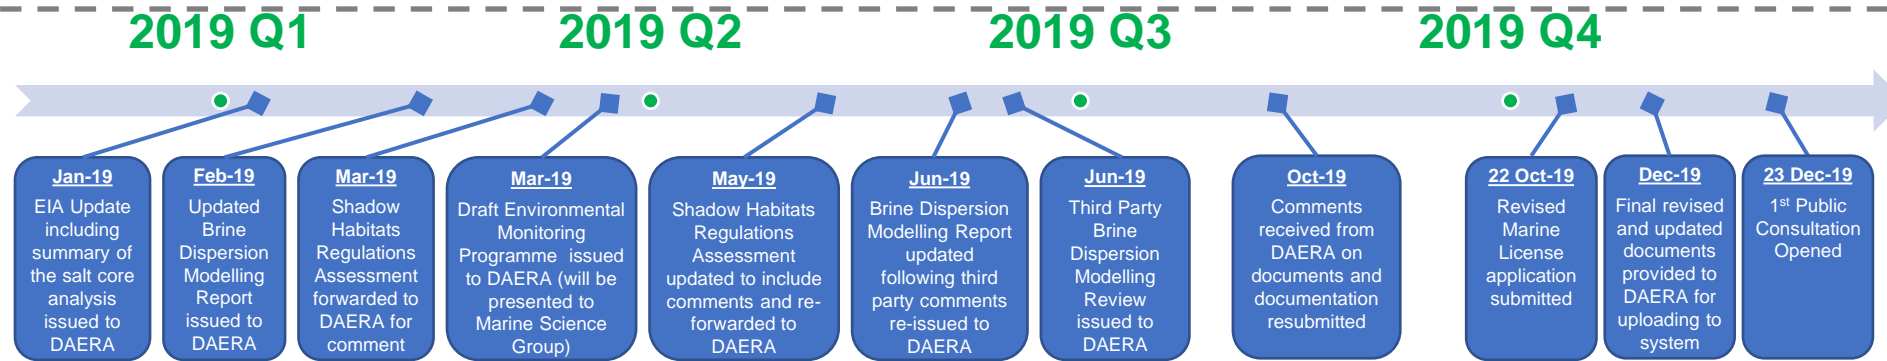 2019 Q1
2019 Q2
2019 Q3
2019 Q4
Jan-19
EIA Update
including
summary of
the salt core
analysis
issued to
DAERA
Feb-19
Updated
Brine
Dispersion
Modelling
Report
issued to
DAERA
Mar-19
Shadow
Habitats
Regulations
Assessment
forwarded to
DAERA for
comment
Mar-19
Draft Environmental
Monitoring
Programme issued
to DAERA (will be
presented to
Marine Science
Group)
May-19
Shadow Habitats
Regulations
Assessment
updated to include
comments and re-
forwarded to
DAERA
Jun-19
Brine Dispersion
Modelling Report
updated
following third
party comments
re-issued to
DAERA
Jun-19
Third Party
Brine
Dispersion
Modelling
Review
issued to
DAERA
Oct-19
Comments
received from
DAERA on
documents and
documentation
resubmitted
22 Oct-19
Revised
Marine
License
application
submitted
Dec-19
Final revised
and updated
documents
provided to
DAERA for
uploading to
system
23 Dec-19
1st Public
Consultation
Opened